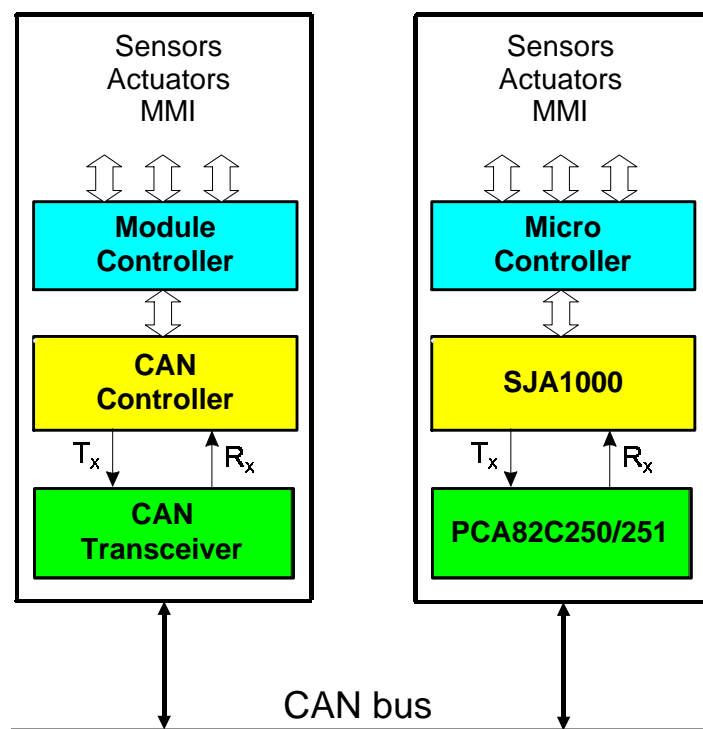 Sensors
Actuators
MMI
Module
Controller
CAN
Controller
Tx
Rx
CAN
Transceiver
Sensors
Actuators
MMI
Micro
Controller
SJA1000
Tx
Rx
PCA82C250/251
CAN bus